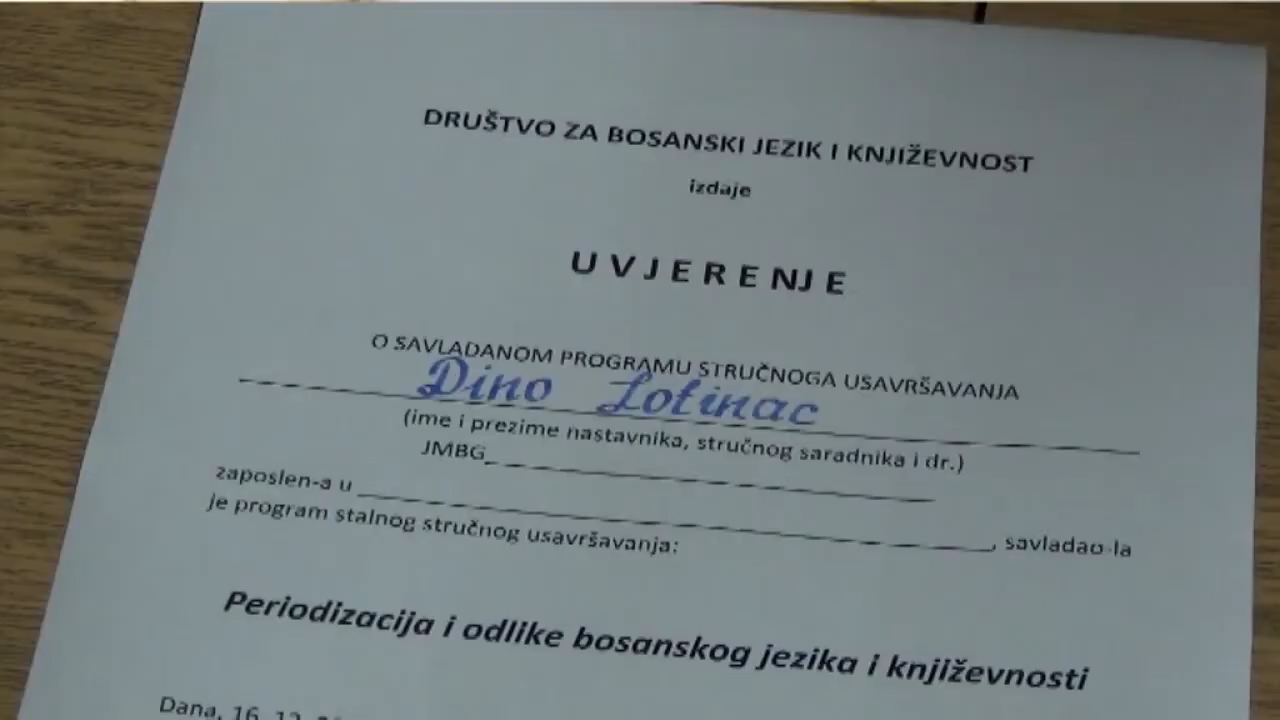 DRUŠTVO ZA BOSANSKI JEZIK I KNJIŽEVNOST
izdaje
U V J E R E NJ E
O SAVLADANOM PROGRAMU STRUČNOGA USAVRŠAVANJA
Dino Lotinac
(ime i prezime nastavnika, stručnog saradnika i dr.)
JMBG
zaposlen-a u , savladao-la
je program stalnog stručnog usavršavanja:
Periodizacija i odlike bosanskog jezika i književnosti
Dana, 16. 12.